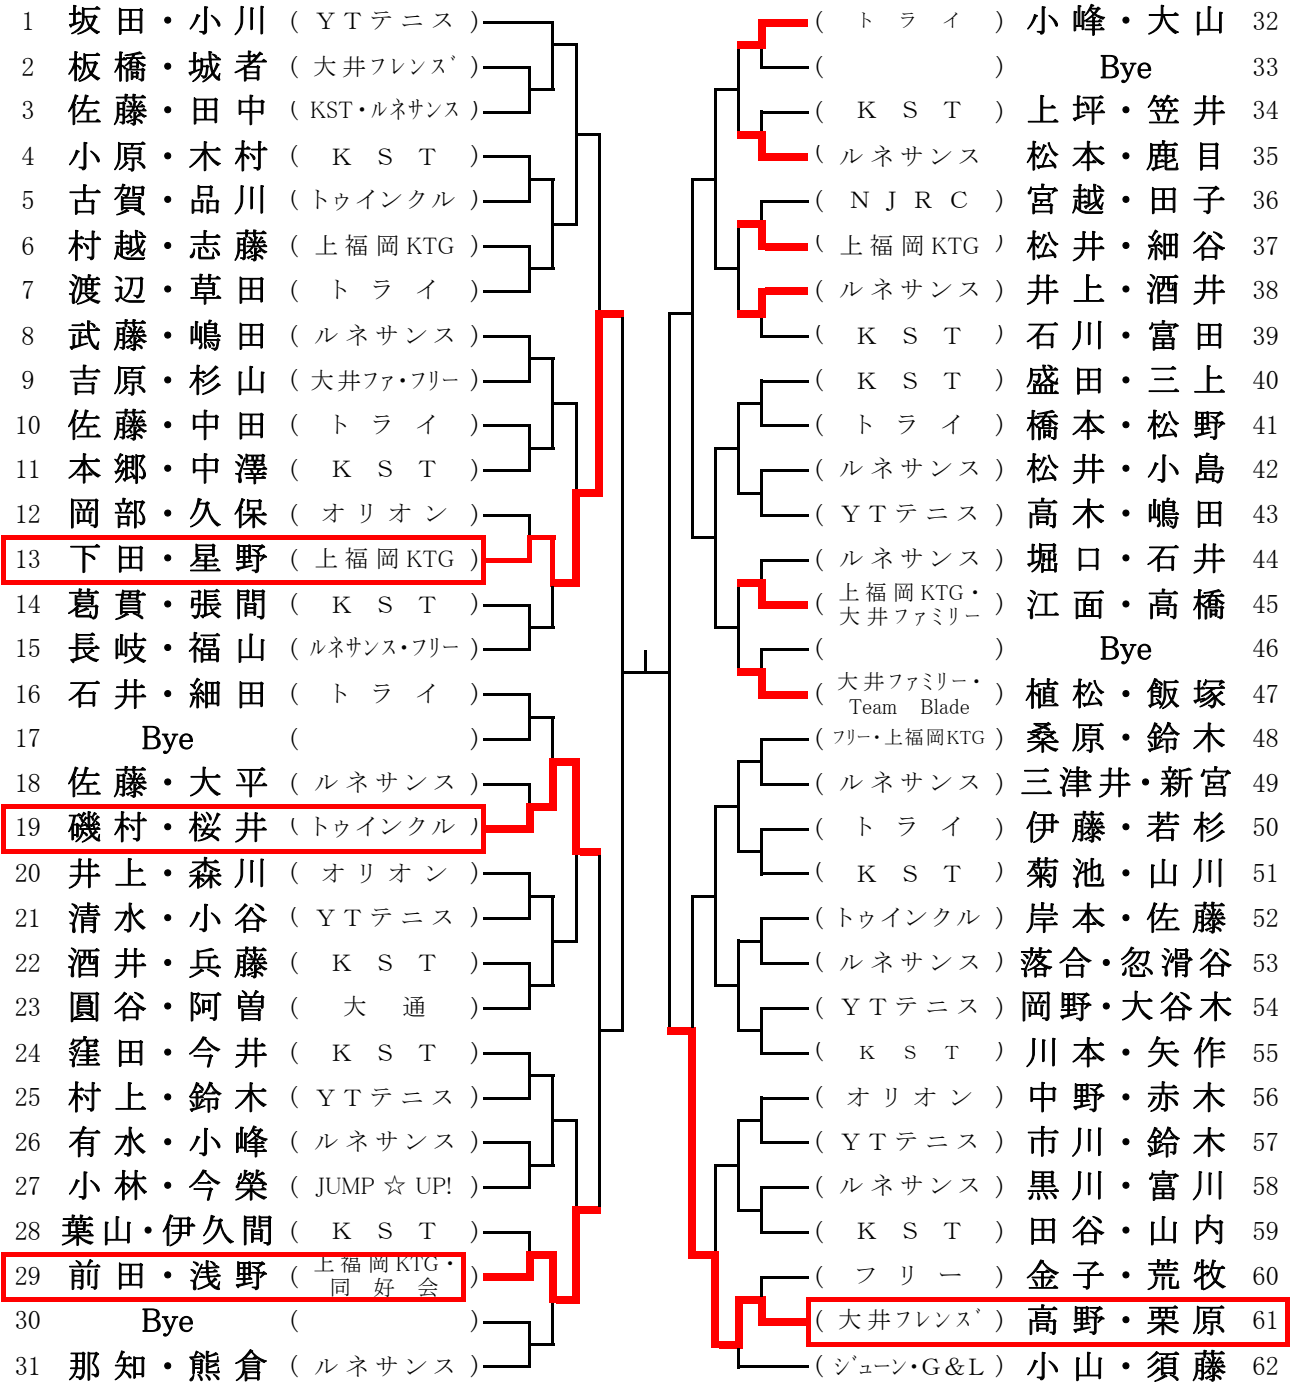 1 坂田・小川 (YTテニス)
2 板橋・城者 (大井フレンズ)
3 佐藤・田中 (KST・ルネサンス)
4 小原・木村 (KST)
5 古賀・品川 (トゥインクル)
6 村越・志藤 (上福岡KTG)
7 渡辺・草田 (トライ)
8 武藤・嶋田 (ルネサンス)
9 吉原・杉山 (大井ファ・フリー)
10 佐藤・中田 (トライ)
11 本郷・中澤 (KST)
12 岡部・久保 (オリオン)
13 下田・星野 (上福岡KTG)
14 葛貫・張間 (KST)
15 長岐・福山 (ルネサンス・フリー)
16 石井・細田 (トライ)
17 Bye ( )
18 佐藤・大平 (ルネサンス)
19 磯村・桜井 (トゥインクル)
20 井上・森川 (オリオン)
21 清水・小谷 (YTテニス)
22 酒井・兵藤 (KST)
23 圓谷・阿曽 (大通)
24 窪田・今井 (KST)
25 村上・鈴木 (YTテニス)
26 有水・小峰 (ルネサンス)
27 小林・今榮 (JUMP☆UP!)
28 葉山・伊久間 (KST)
29 前田・浅野 (上福岡KTG・同好会)
30 Bye ( )
31 那知・熊倉 (ルネサンス)
(トライ) 小峰・大山 32
( ) Bye 33
(KST) 上坪・笠井 34
(ルネサンス 松本・鹿目 35
(NJRC) 宮越・田子 36
(上福岡KTG) 松井・細谷 37
(ルネサンス) 井上・酒井 38
(KST) 石川・富田 39
(KST) 盛田・三上 40
(トライ) 橋本・松野 41
(ルネサンス) 松井・小島 42
(YTテニス) 高木・嶋田 43
(ルネサンス) 堀口・石井 44
(上福岡KTG・大井ファミリー) 江面・高橋 45
( ) Bye 46
(大井ファミリー・Team Blade) 植松・飯塚 47
(フリー・上福岡KTG) 桑原・鈴木 48
(ルネサンス) 三津井・新宮 49
(トライ) 伊藤・若杉 50
(KST) 菊池・山川 51
(トゥインクル) 岸本・佐藤 52
(ルネサンス) 落合・忽滑谷 53
(YTテニス) 岡野・大谷木 54
(KST) 川本・矢作 55
(オリオン) 中野・赤木 56
(YTテニス) 市川・鈴木 57
(ルネサンス) 黒川・富川 58
(KST) 田谷・山内 59
(フリー) 金子・荒牧 60
(大井フレンズ) 高野・栗原 61
(ジューン・G&L) 小山・須藤 62